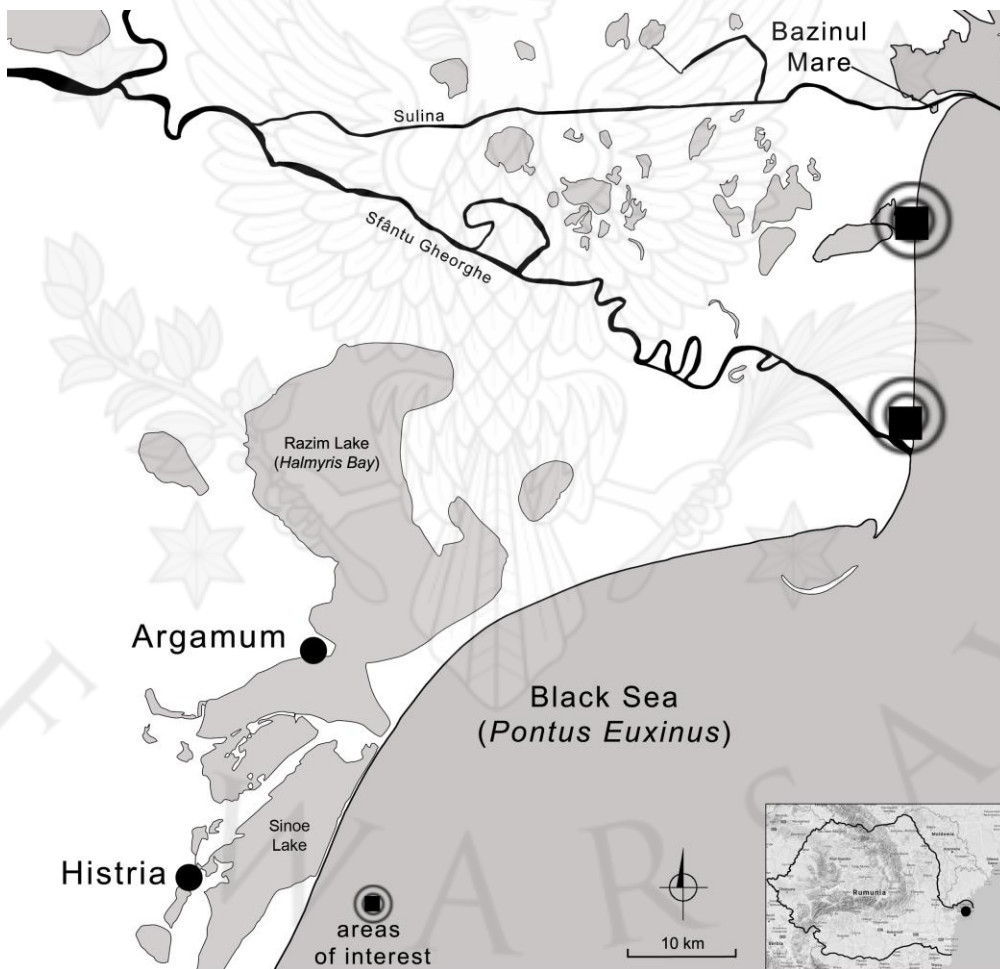 Bazinul
Mare
Sulina
Sfântu Gheorghe
Razim Lake
(Halmyris Bay)
Argamum
Black Sea
(Pontus Euxinus)
Sinoe
Lake
Histria
areas
of interest
10 km
Rumunia
WARSA